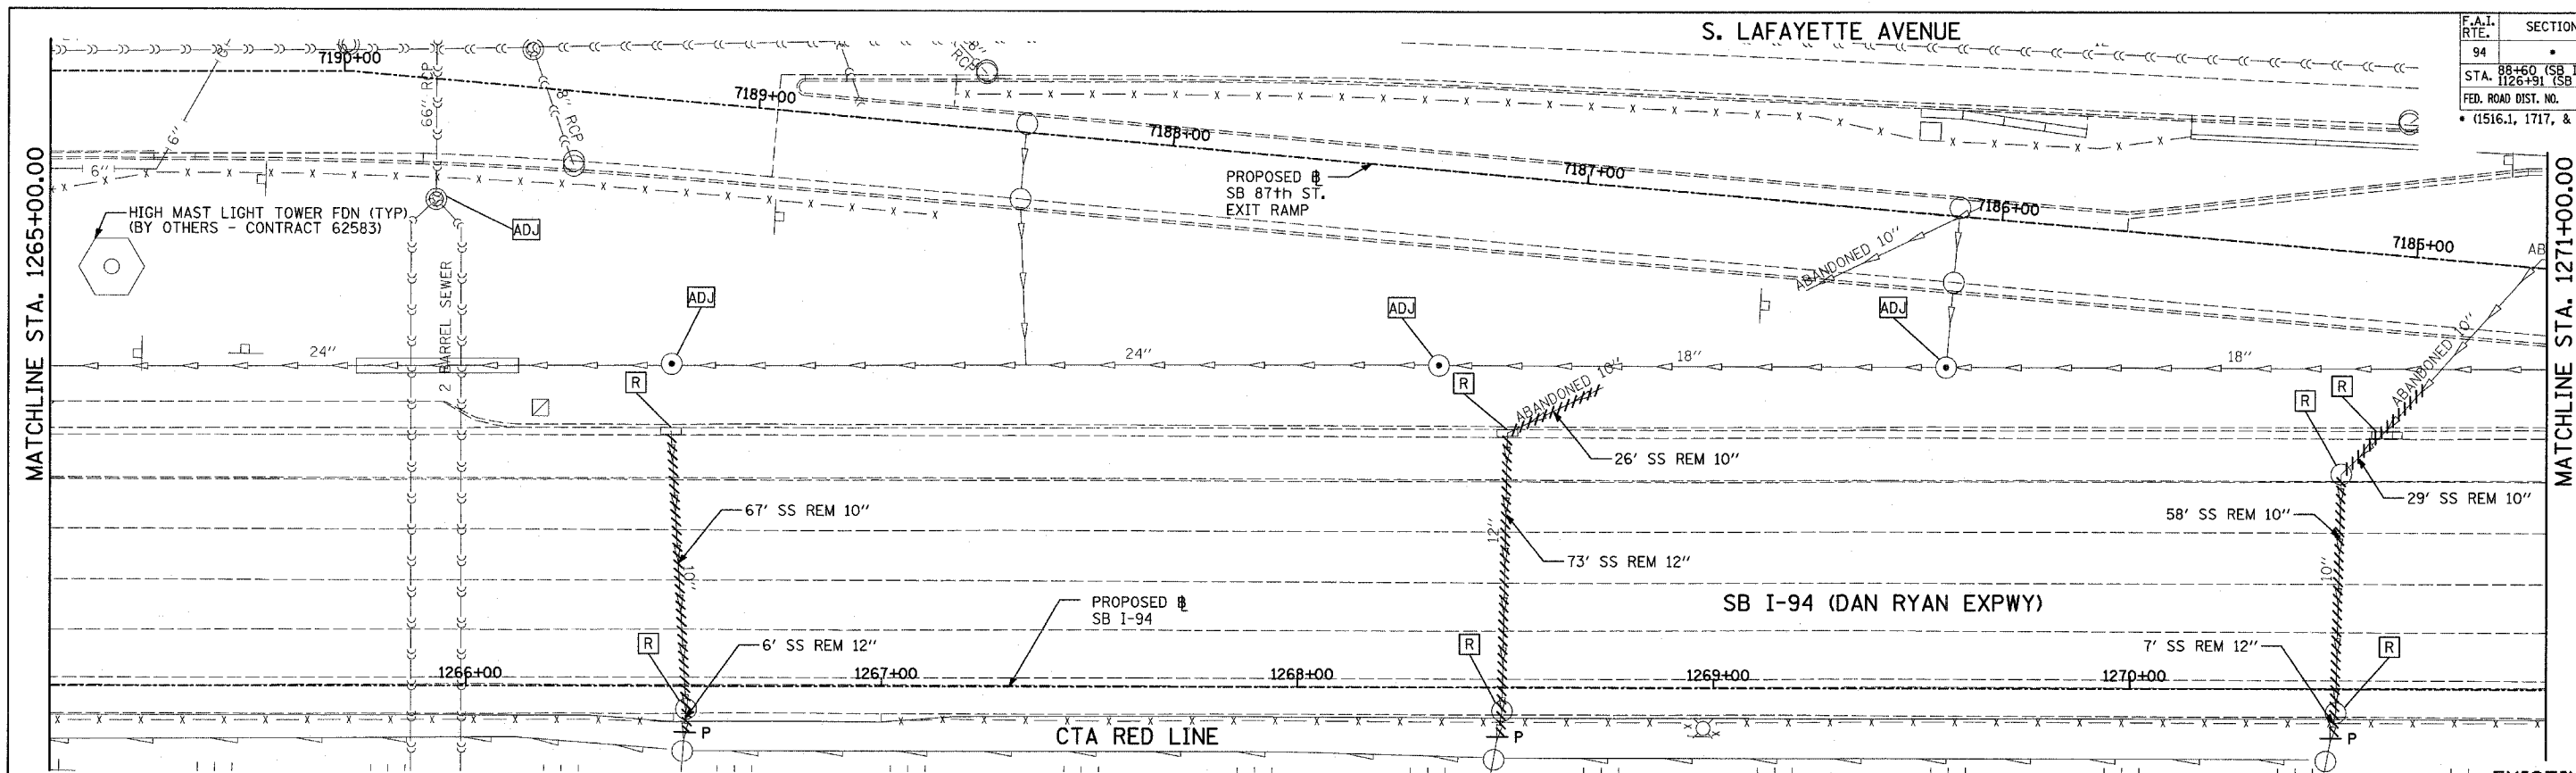 S. LAFAYETTE AVENUE
F.A.I. RTE.
SECTION
94
•
STA. 88+60 (SB
1126+91 (SB
FED. ROAD DIST. NO.
• (1516.1, 1717, &
MATCHLINE STA. 1265+00.00
MATCHLINE STA. 1271+00.00
7190+00
7189+00
7188+00
7187+00
7186+00
7185+00
6"
6"
66" RCP
8" RCP
8" RCP
HIGH MAST LIGHT TOWER FDN (TYP)
(BY OTHERS - CONTRACT 62583)
ADJ
PROPOSED ℄
SB 87th ST.
EXIT RAMP
ABANDONED 10"
AB
2 BARREL SEWER
ADJ
ADJ
ADJ
24"
24"
18"
18"
R
R
R
R
ABANDONED 10"
ABANDONED 10"
26' SS REM 10"
29' SS REM 10"
67' SS REM 10"
10"
12"
73' SS REM 12"
58' SS REM 10"
10"
PROPOSED ℄
SB I-94
SB I-94 (DAN RYAN EXPWY)
R
6' SS REM 12"
R
7' SS REM 12"
R
1266+00
1267+00
1268+00
1269+00
1270+00
P
P
P
CTA RED LINE